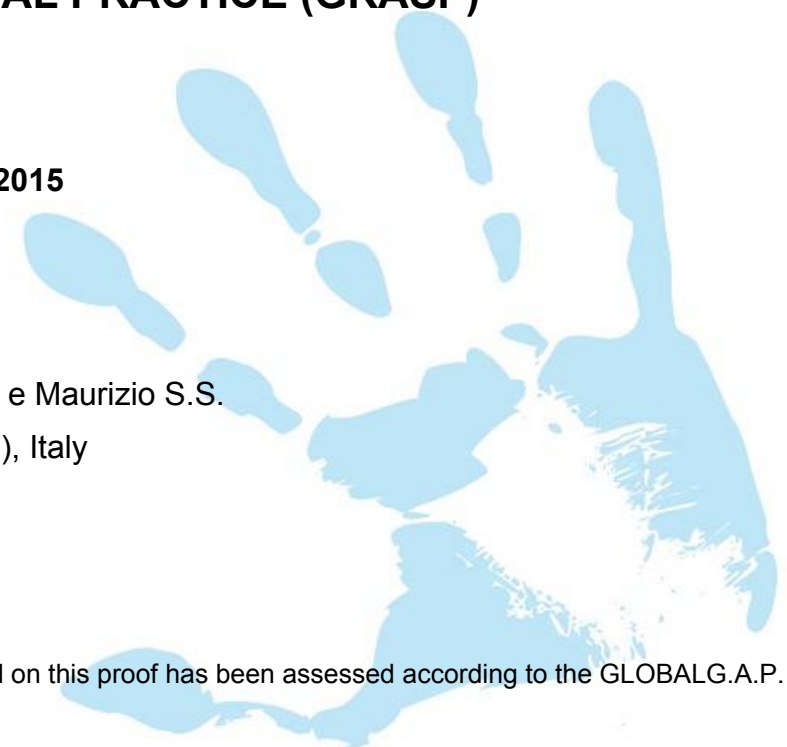 AL PRACTICE (GRASP)
2015
e Maurizio S.S.
), Italy
on this proof has been assessed according to the GLOBALG.A.P.